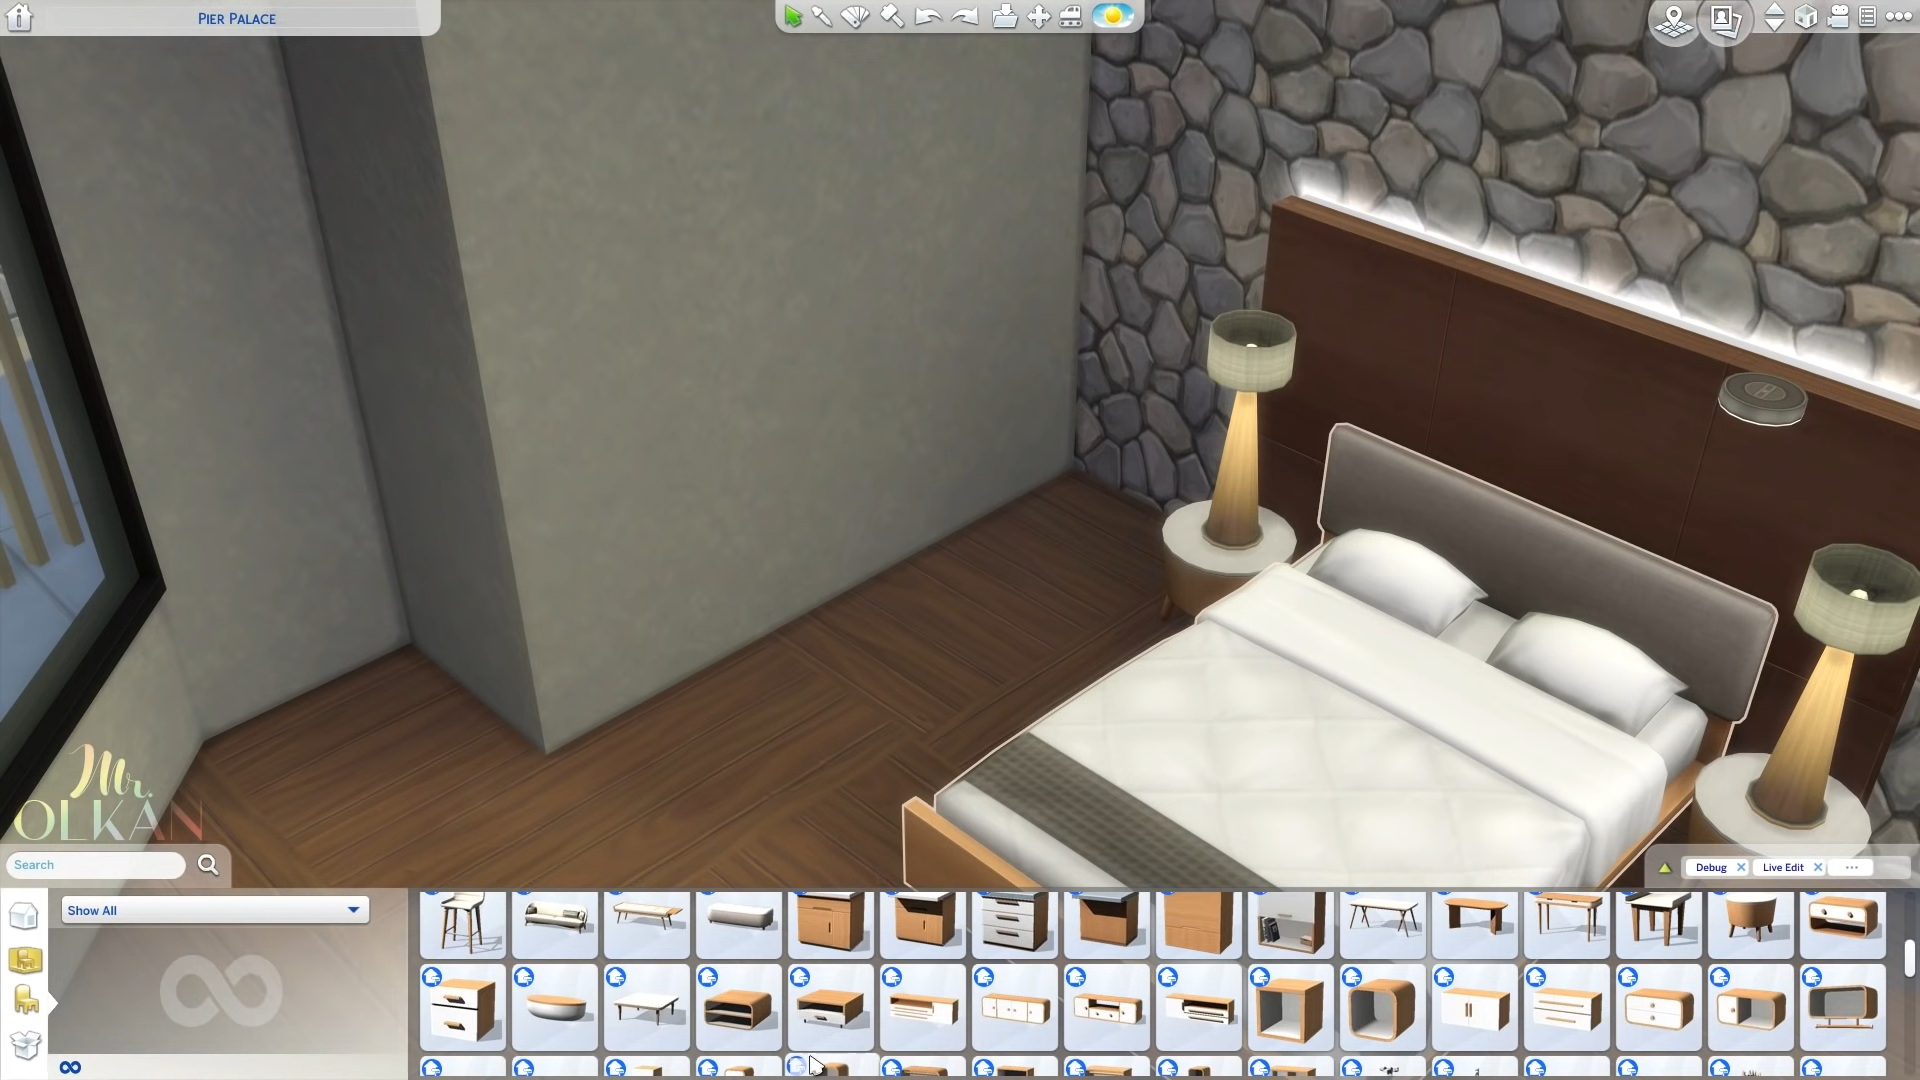 PIER PALACE
Mr.
OLKAN
Search
Debug
Live Edit
Show All